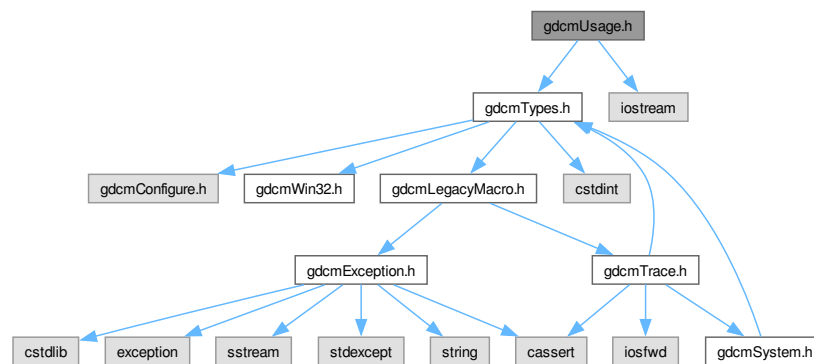 gdcmUsage.h
gdcmTypes.h
iostream
gdcmConfigure.h
gdcmWin32.h
gdcmLegacyMacro.h
cstdint
gdcmException.h
gdcmTrace.h
cstdlib
exception
sstream
stdexcept
string
cassert
iosfwd
gdcmSystem.h